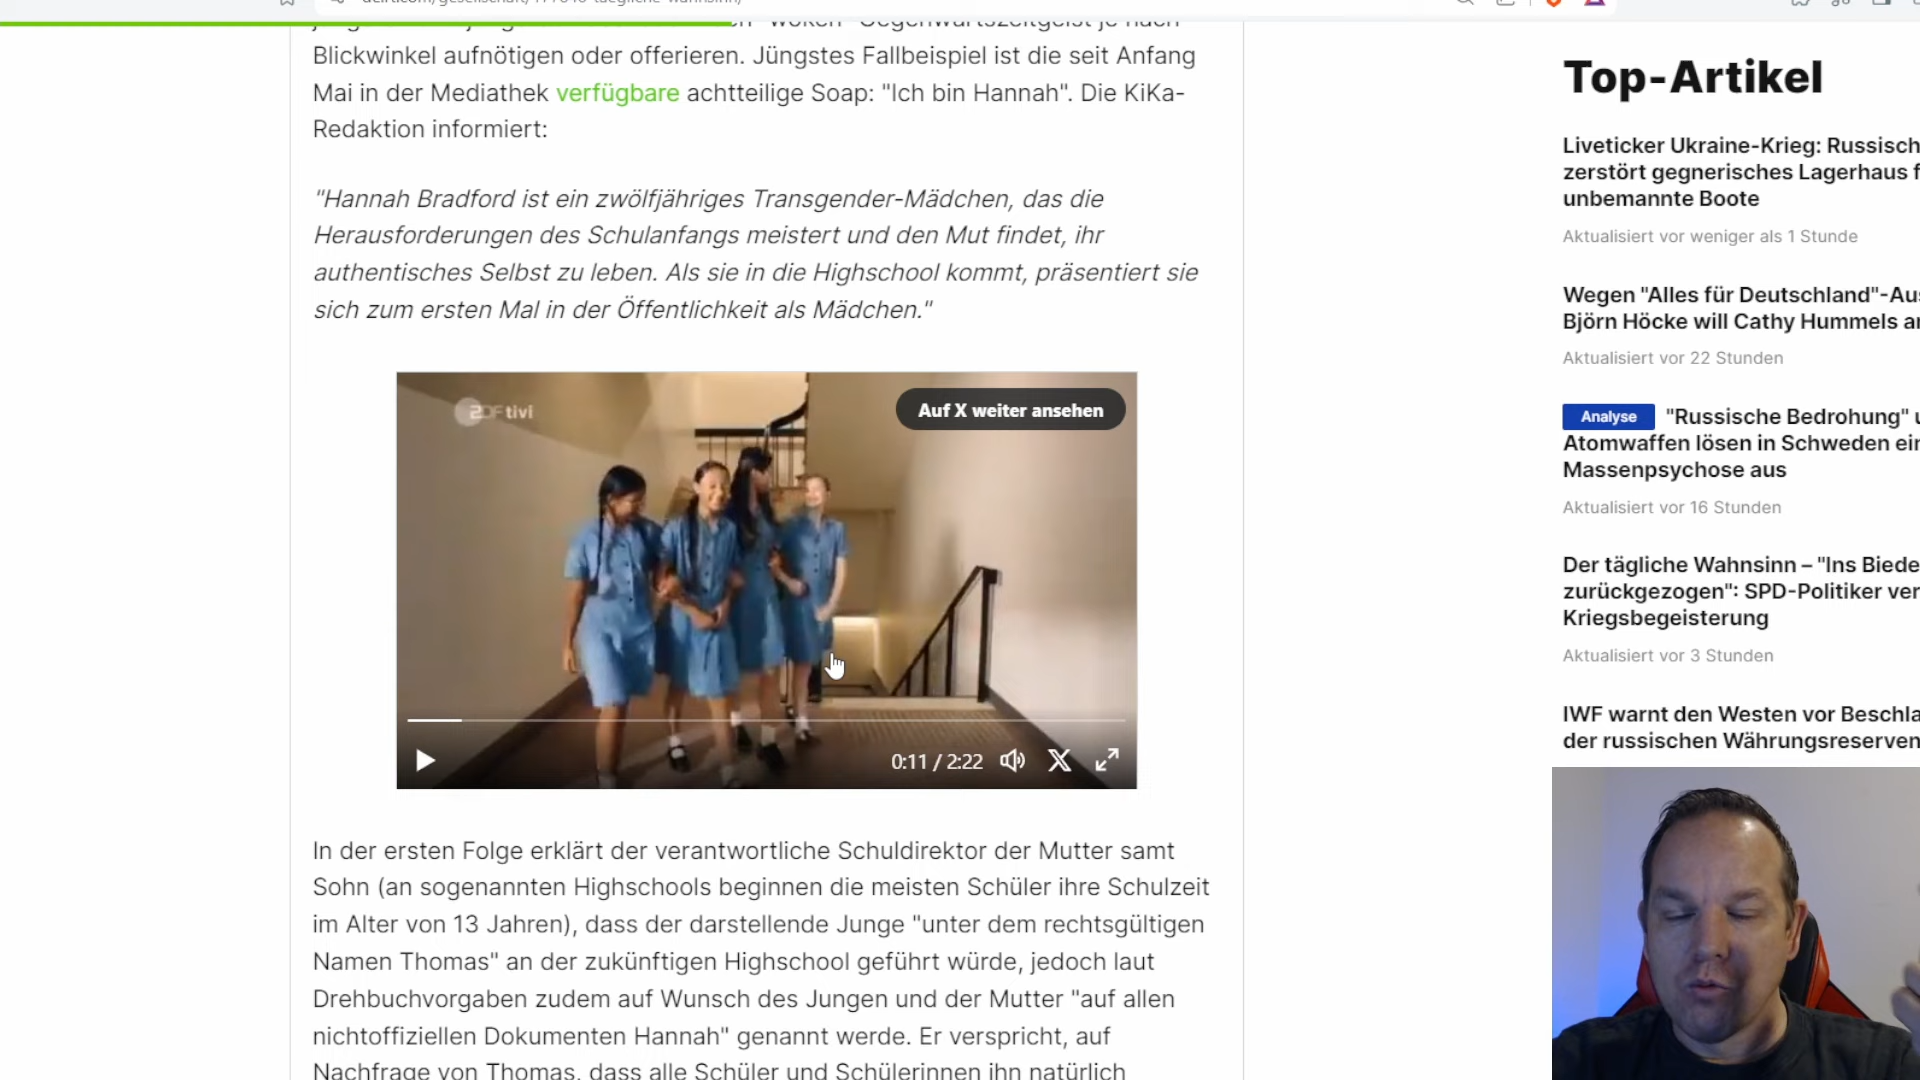 Blickwinkel aufnötigen oder offerieren. Jüngstes Fallbeispiel ist die seit Anfang
Mai in der Mediathek verfügbare achtteilige Soap: "Ich bin Hannah". Die KiKa-
Redaktion informiert:
"Hannah Bradford ist ein zwölfjähriges Transgender-Mädchen, das die
Herausforderungen des Schulanfangs meistert und den Mut findet, ihr
authentisches Selbst zu leben. Als sie in die Highschool kommt, präsentiert sie
sich zum ersten Mal in der Öffentlichkeit als Mädchen."
ZDFtivi
Auf X weiter ansehen
0:11 / 2:22
In der ersten Folge erklärt der verantwortliche Schuldirektor der Mutter samt
Sohn (an sogenannten Highschools beginnen die meisten Schüler ihre Schulzeit
im Alter von 13 Jahren), dass der darstellende Junge "unter dem rechtsgültigen
Namen Thomas" an der zukünftigen Highschool geführt würde, jedoch laut
Drehbuchvorgaben zudem auf Wunsch des Jungen und der Mutter "auf allen
nichtoffiziellen Dokumenten Hannah" genannt werde. Er verspricht, auf
Nachfrage von Thomas, dass alle Schüler und Schülerinnen ihn natürlich
Top-Artikel
Liveticker Ukraine-Krieg: Russisch
zerstört gegnerisches Lagerhaus f
unbemannte Boote
Aktualisiert vor weniger als 1 Stunde
Wegen "Alles für Deutschland"-Au
Björn Höcke will Cathy Hummels a
Aktualisiert vor 22 Stunden
Analyse "Russische Bedrohung" u
Atomwaffen lösen in Schweden ei
Massenpsychose aus
Aktualisiert vor 16 Stunden
Der tägliche Wahnsinn – "Ins Biede
zurückgezogen": SPD-Politiker ver
Kriegsbegeisterung
Aktualisiert vor 3 Stunden
IWF warnt den Westen vor Beschla
der russischen Währungsreserven